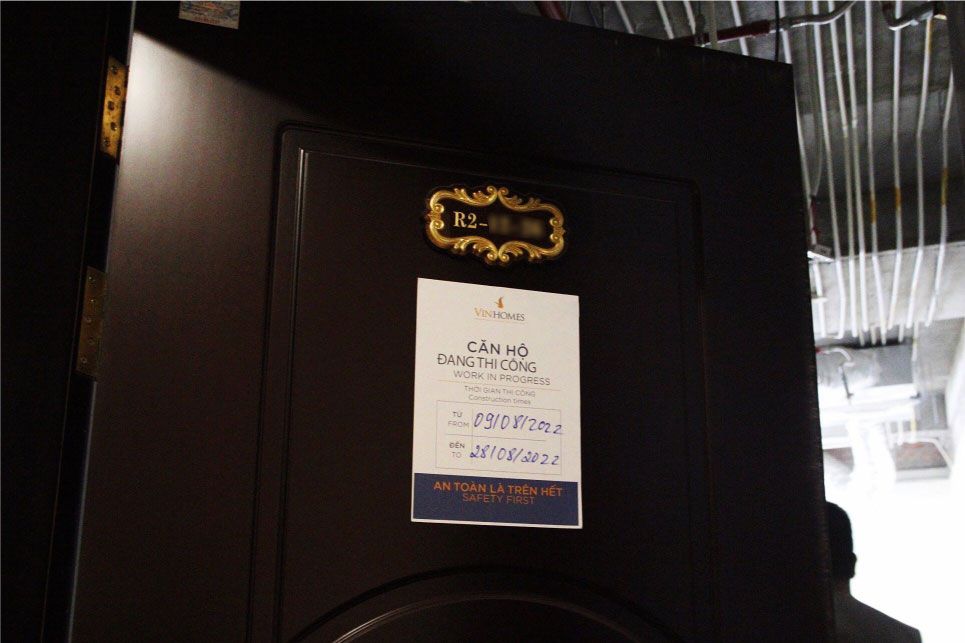 R2-
VINHOMES
CĂN HỘ
ĐANG THI CÔNG
WORK IN PROGRESS
THỜI GIAN THI CÔNG
Construction times
TỪ
FROM 09/08/2022
ĐẾN
TO 28/08/2022
AN TOÀN LÀ TRÊN HẾT
SAFETY FIRST